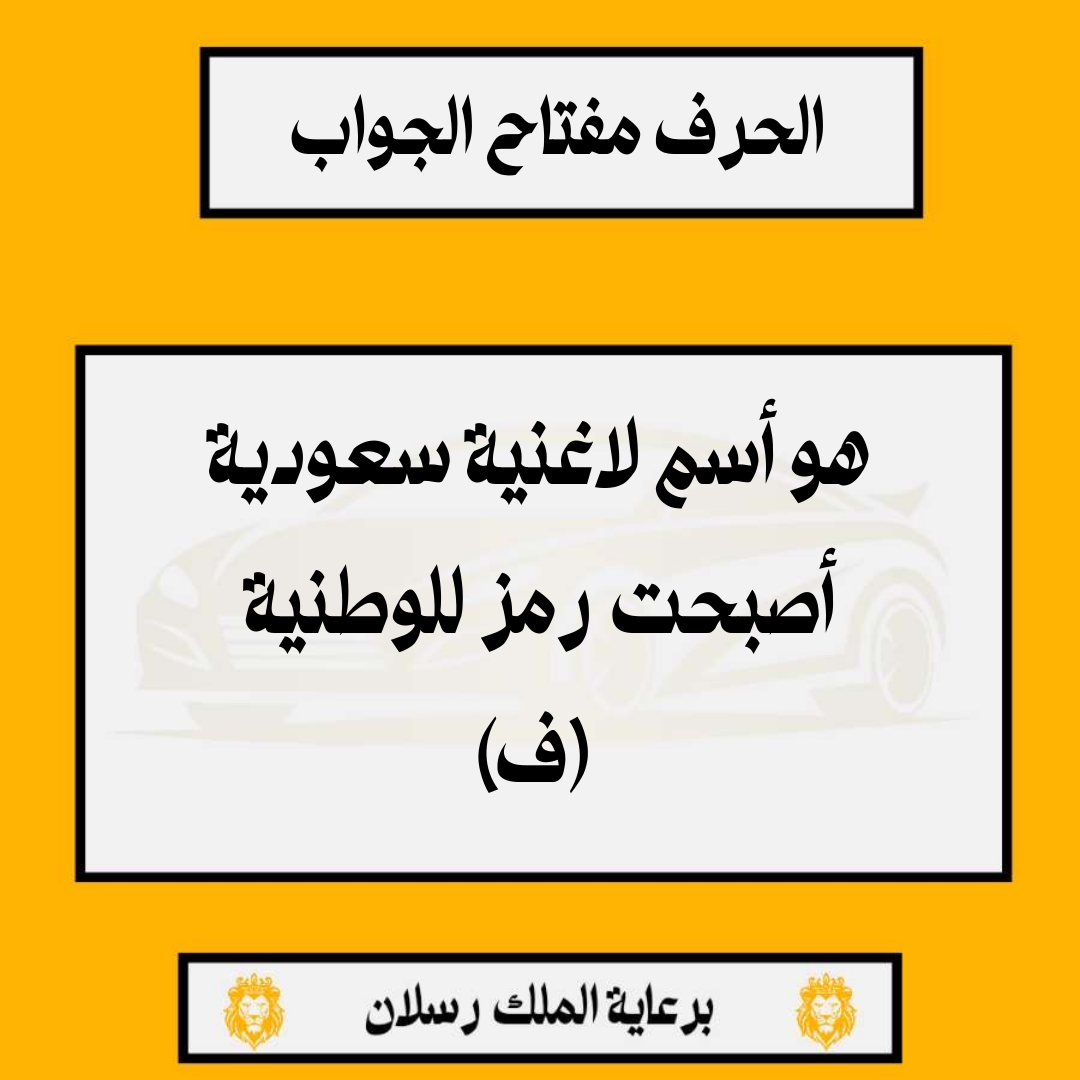 الحرف مفتاح الجواب
هو أسم لاغنية سعودية
أصبحت رمز للوطنية
(ف)
برعاية الملك رسلان